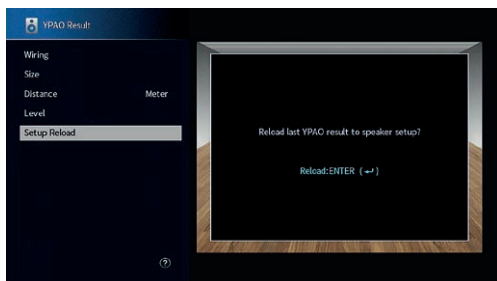 YPAO Result
Wiring
Size
Distance Meter
Level
Setup Reload
Reload last YPAO result to speaker setup?
Reload:ENTER (↵)
?